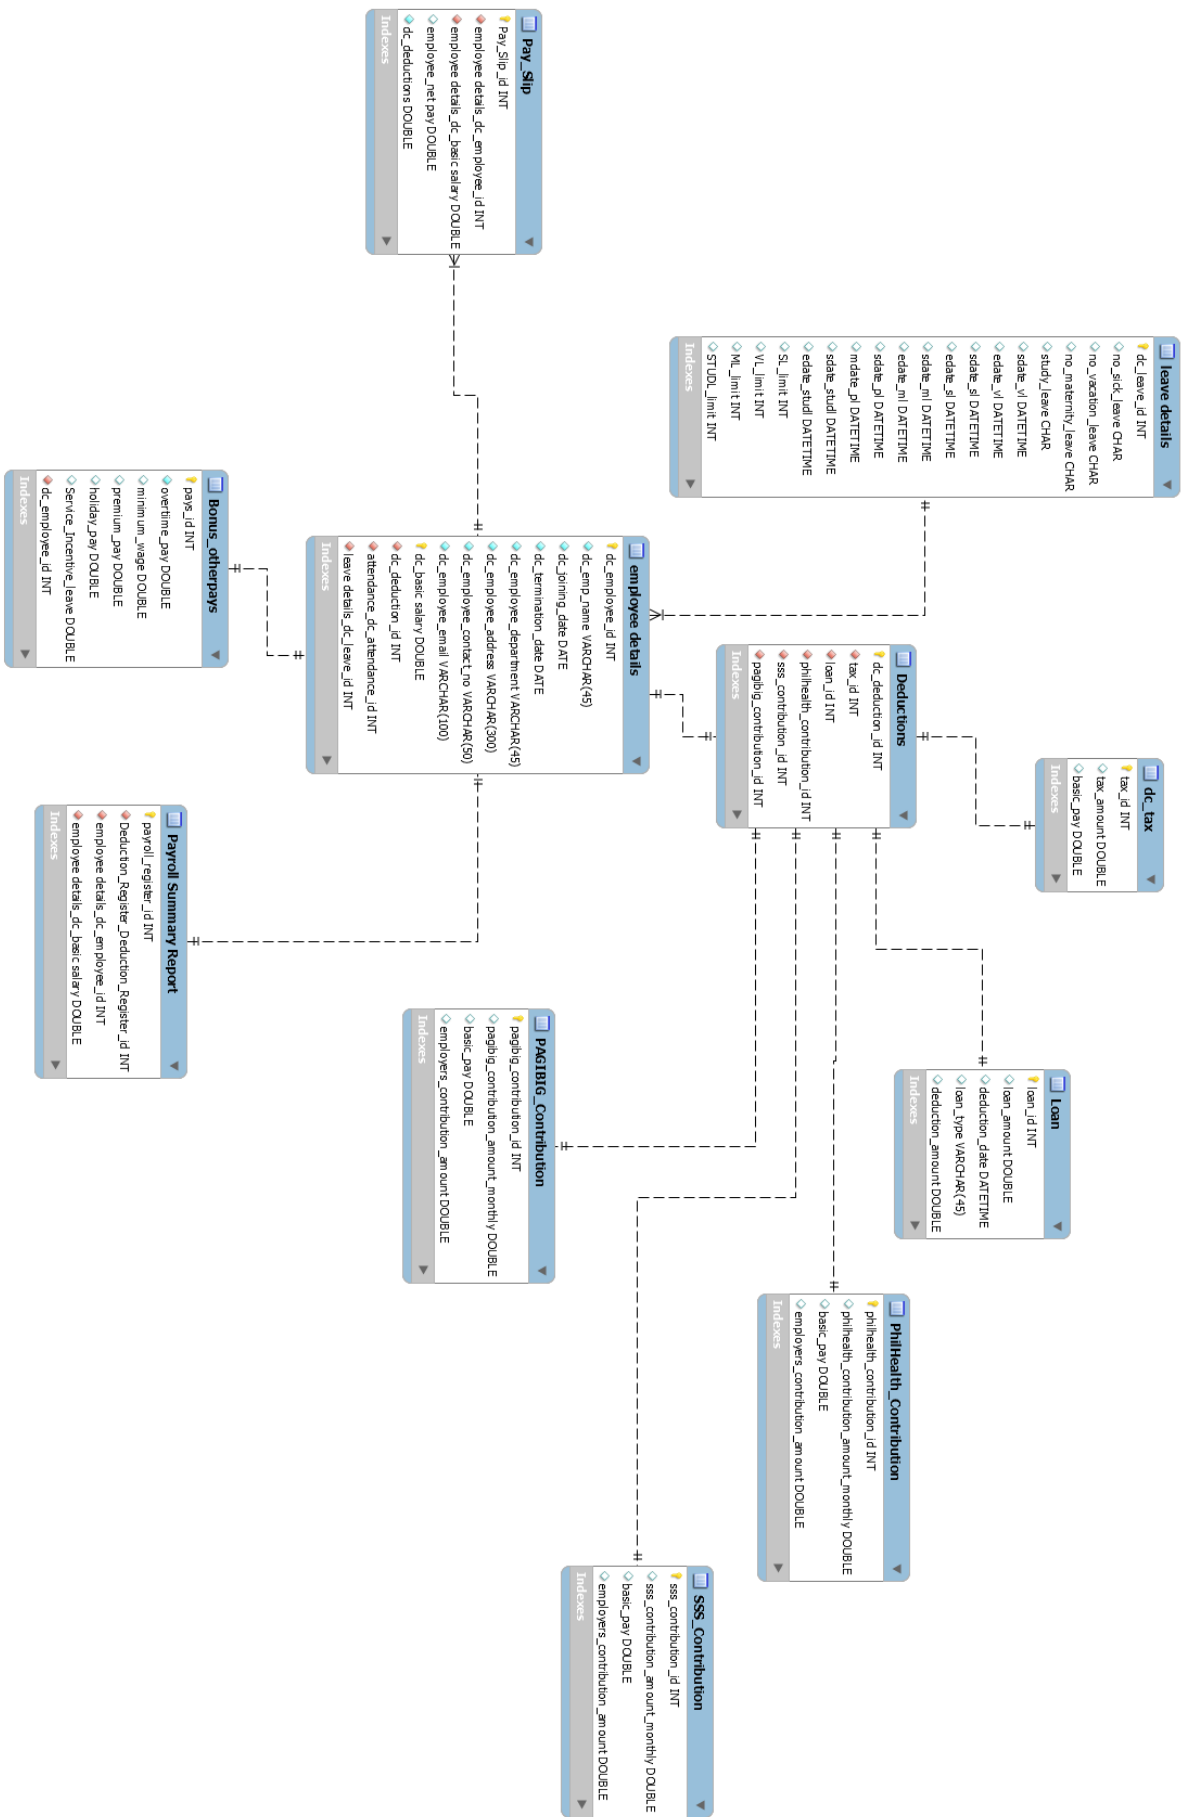 Pay_Slip
Pay_Slip_id INT
employee details_dc_employee_id INT
employee details_dc_basic salary DOUBLE
employee_net pay DOUBLE
dc_deductions DOUBLE
Indexes
leave details
dc_leave_id INT
no_sick_leave CHAR
no_vacation_leave CHAR
no_maternity_leave CHAR
study_leave CHAR
sdate_vl DATETIME
edate_vl DATETIME
sdate_sl DATETIME
edate_sl DATETIME
sdate_ml DATETIME
edate_ml DATETIME
sdate_pl DATETIME
mdate_pl DATETIME
sdate_studl DATETIME
edate_studl DATETIME
SL_limit INT
VL_limit INT
ML_limit INT
STUDL_limit INT
Indexes
Bonus_otherpays
pays_id INT
overtime_pay DOUBLE
minimum_wage DOUBLE
premium_pay DOUBLE
holiday_pay DOUBLE
Service_Incentive_leave DOUBLE
dc_employee_id INT
Indexes
employee details
dc_employee_id INT
dc_emp_name VARCHAR(45)
dc_joining_date DATE
dc_termination_date DATE
dc_employee_department VARCHAR(45)
dc_employee_address VARCHAR(300)
dc_employee_contact_no VARCHAR(50)
dc_employee_email VARCHAR(100)
dc_basic salary DOUBLE
dc_deduction_id INT
attendance_dc_attendance_id INT
leave details_dc_leave_id INT
Indexes
Deductions
dc_deduction_id INT
tax_id INT
loan_id INT
philhealth_contribution_id INT
sss_contribution_id INT
pagibig_contribution_id INT
Indexes
dc_tax
tax_id INT
tax_amount DOUBLE
basic_pay DOUBLE
Indexes
Payroll Summary Report
payroll_register_id INT
Deduction_Register_Deduction_Register_id INT
employee details_dc_employee_id INT
employee details_dc_basic salary DOUBLE
Indexes
PAGIBIG_Contribution
pagibig_contribution_id INT
pagibig_contribution_amount_monthly DOUBLE
basic_pay DOUBLE
employers_contribution_amount DOUBLE
Indexes
Loan
loan_id INT
loan_amount DOUBLE
deduction_date DATETIME
loan_type VARCHAR(45)
deduction_amount DOUBLE
Indexes
PhilHealth_Contribution
philhealth_contribution_id INT
philhealth_contribution_amount_monthly DOUBLE
basic_pay DOUBLE
employers_contribution_amount DOUBLE
Indexes
SSS_Contribution
sss_contribution_id INT
sss_contribution_amount_monthly DOUBLE
basic_pay DOUBLE
employers_contribution_amount DOUBLE
Indexes